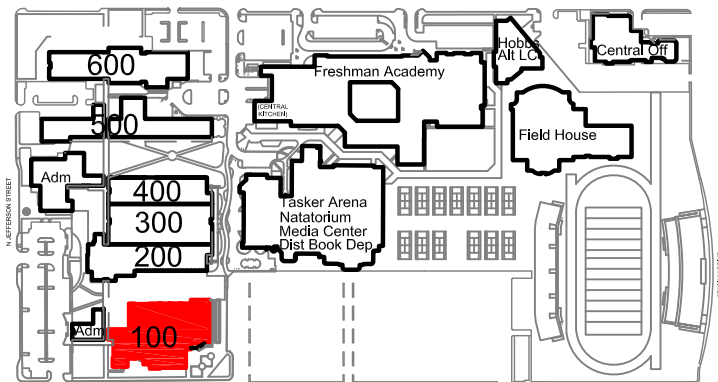 600
Freshman Academy
Hobbs
Alt LC
Central Off
(CENTRAL
KITCHEN)
500
Field House
N JEFFERSON STREET
Adm
400
300
200
Tasker Arena
Natatorium
Media Center
Dist Book Dep
Adm
100